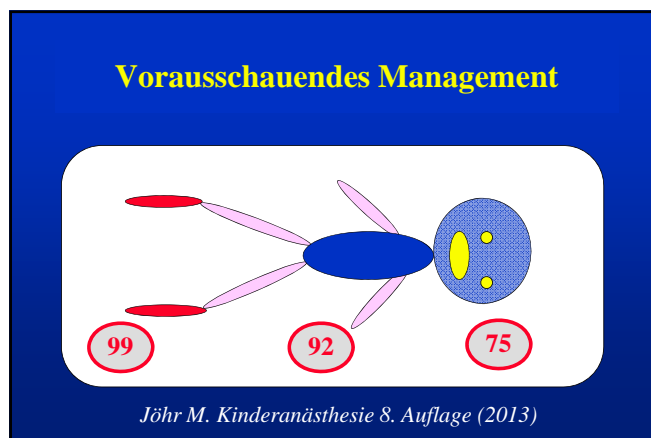 Vorausschauendes Management
99 92 75
Jöhr M. Kinderanästhesie 8. Auflage (2013)